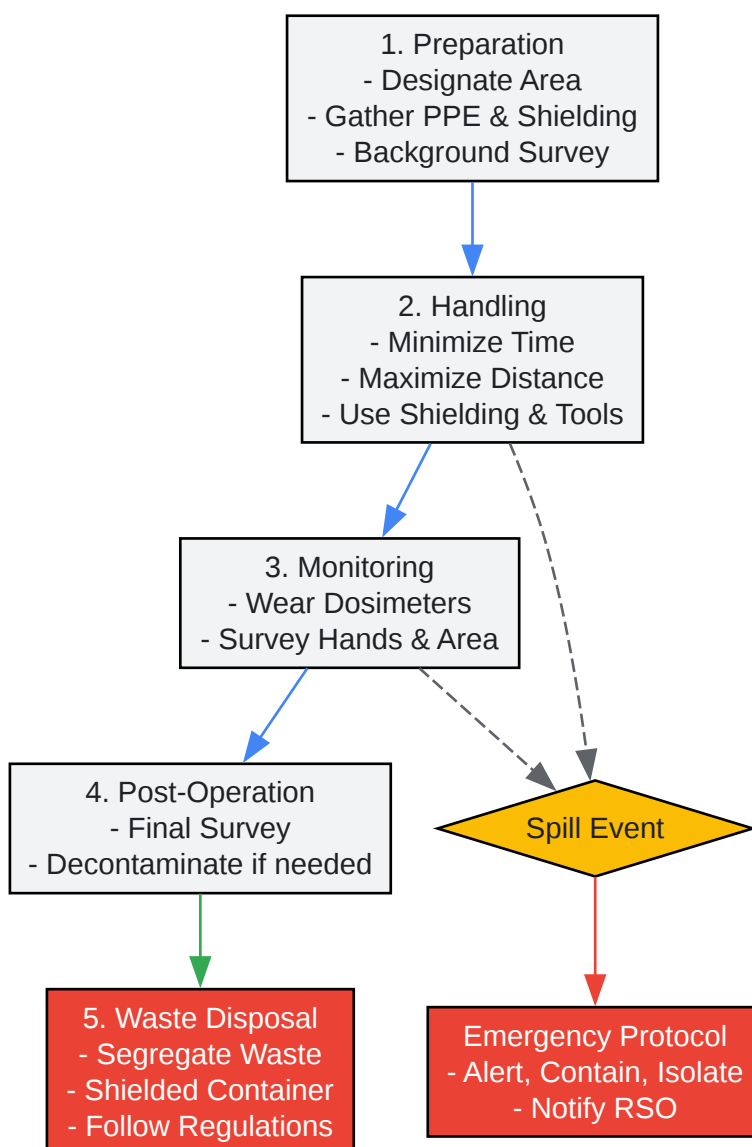 1. Preparation
- Designate Area
- Gather PPE & Shielding
- Background Survey
2. Handling
- Minimize Time
- Maximize Distance
- Use Shielding & Tools
3. Monitoring
- Wear Dosimeters
- Survey Hands & Area
4. Post-Operation
- Final Survey
- Decontaminate if needed
Spill Event
5. Waste Disposal
- Segregate Waste
- Shielded Container
- Follow Regulations
Emergency Protocol
- Alert, Contain, Isolate
- Notify RSO